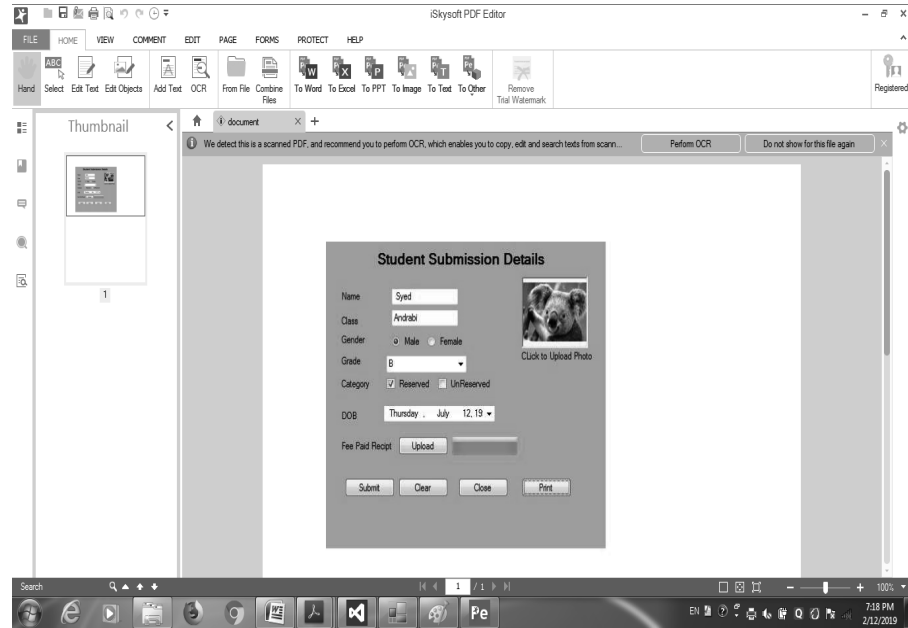 iSkysoft PDF Editor
FILE HOME VIEW COMMENT EDIT PAGE FORMS PROTECT HELP
Hand Select Edit Text Edit Objects Add Text OCR From File Combine Files To Word To Excel To PPT To Image To Text To Other Remove Trial Watermark Registered
Thumbnail
document
We detect this is a scanned PDF, and recommend you to perform OCR, which enables you to copy, edit and search texts from scann... Perform OCR Do not show for this file again
1
Student Submission Details
Name Syed
Class Andrabi
Gender Male Female
Grade B
CLick to Upload Photo
Category Reserved UnReserved
DOB Thursday , July 12, 19
Fee Paid Recipt Upload
Submit Clear Close Print
Search 1 / 1 100%
Pe EN 7:18 PM
2/12/2019